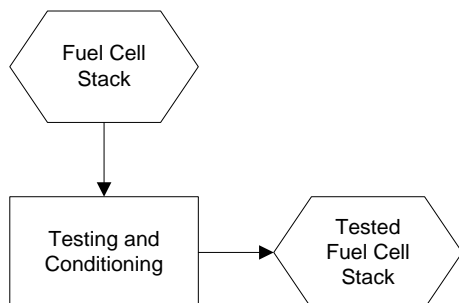 Fuel Cell
Stack
Testing and
Conditioning
Tested
Fuel Cell
Stack